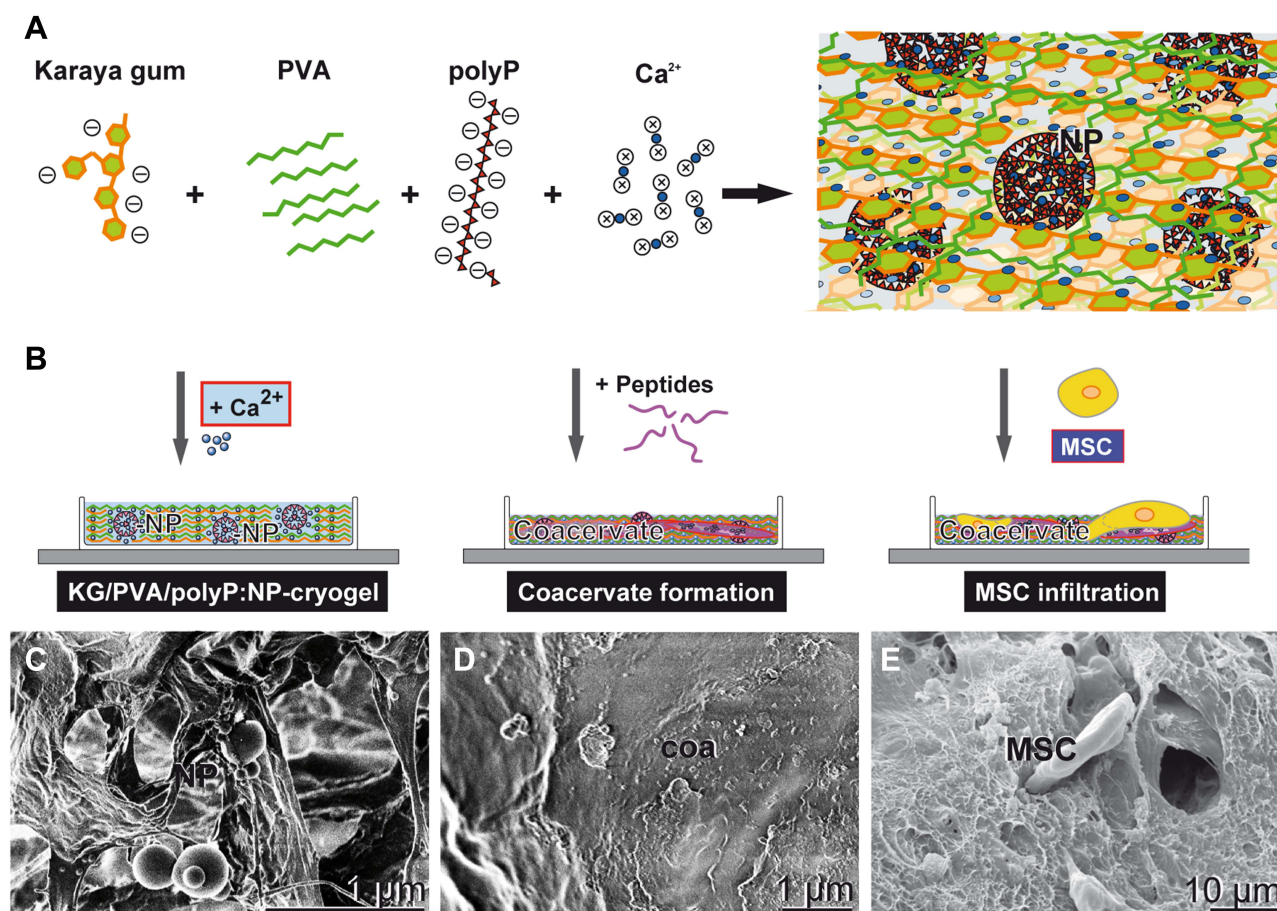 A
Karaya gum
PVA
polyP
Ca²⁺
+
+
+
NP
B
+ Ca²⁺
+ Peptides
MSC
-NP
-NP
Coacervate
Coacervate
KG/PVA/polyP:NP-cryogel
Coacervate formation
MSC infiltration
C
NP
1 µm
D
coa
1 µm
E
MSC
10 µm